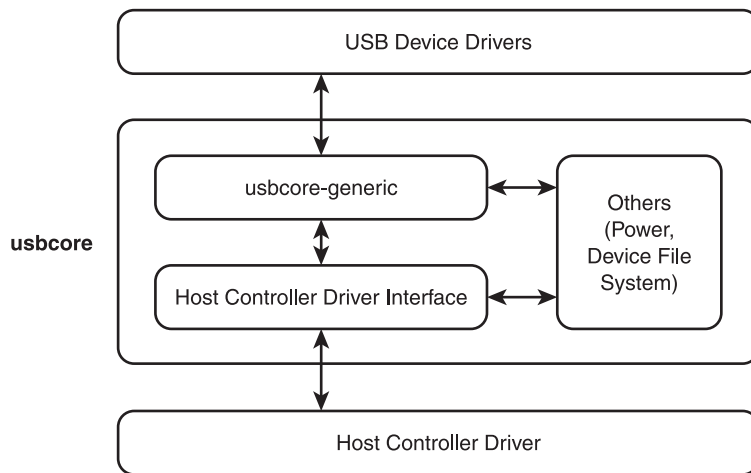 USB Device Drivers
usbcore
usbcore-generic
Others
(Power,
Device File
System)
Host Controller Driver Interface
Host Controller Driver